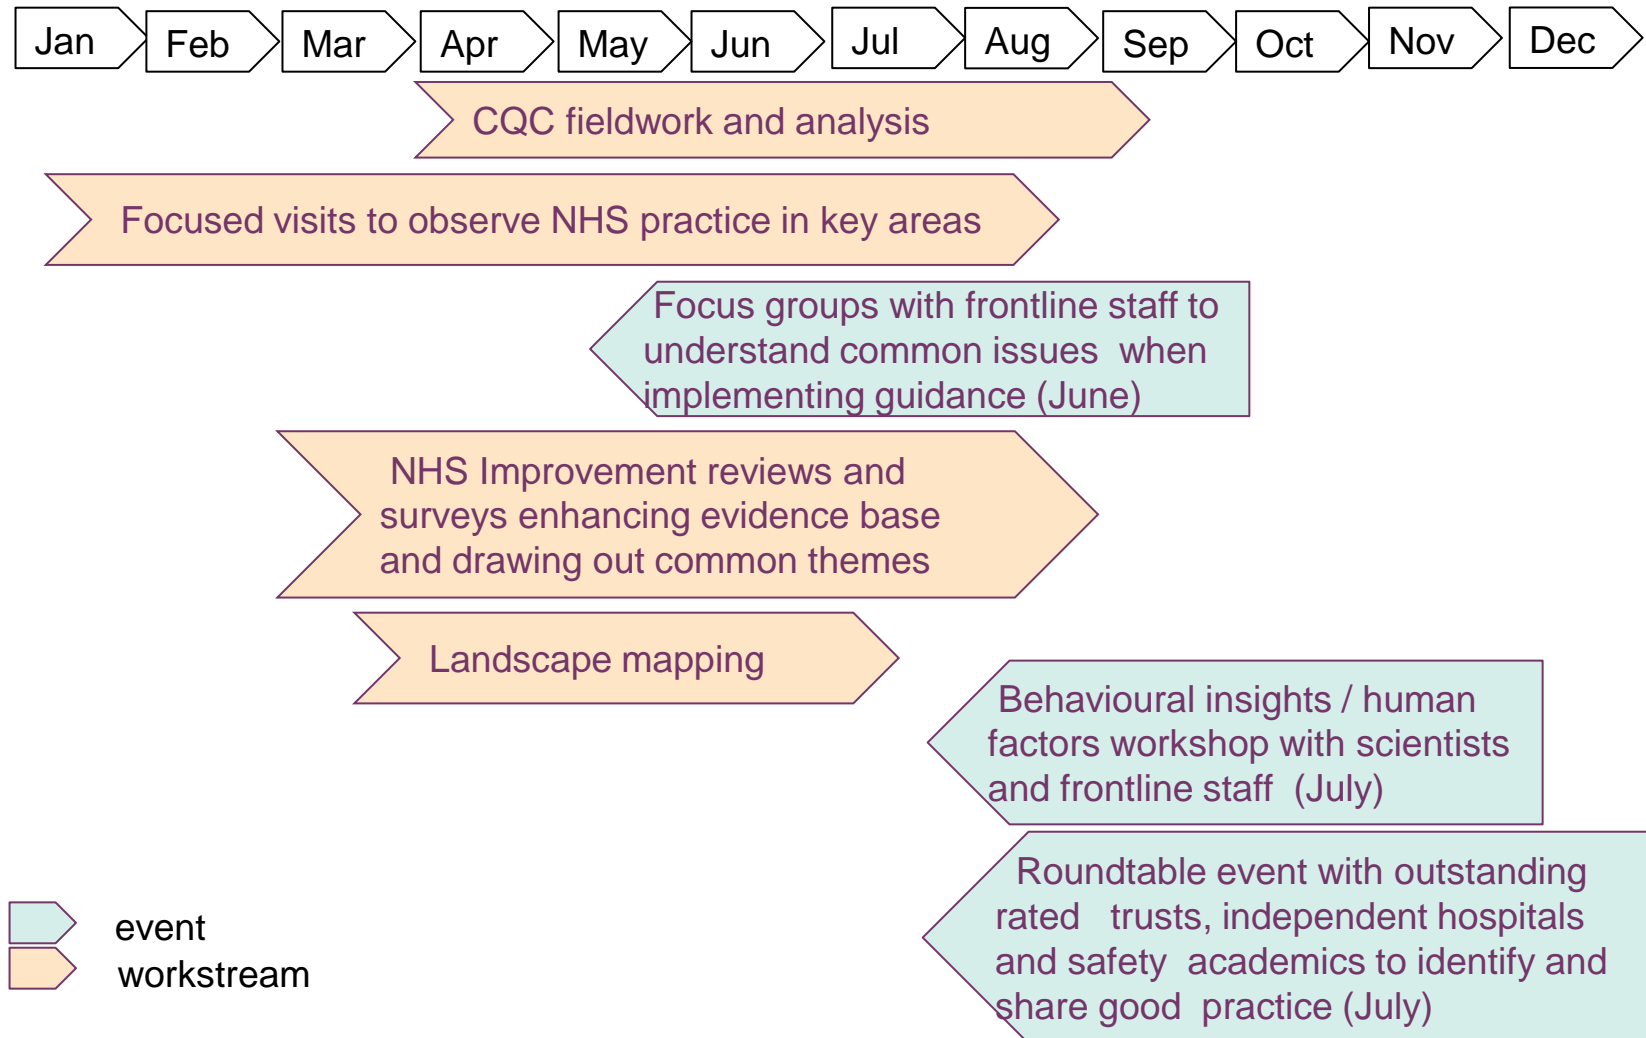 Jan Feb Mar Apr May Jun Jul Aug Sep Oct Nov Dec
CQC fieldwork and analysis
Focused visits to observe NHS practice in key areas
Focus groups with frontline staff to
understand common issues when
implementing guidance (June)
NHS Improvement reviews and
surveys enhancing evidence base
and drawing out common themes
Landscape mapping
Behavioural insights / human
factors workshop with scientists
and frontline staff (July)
Roundtable event with outstanding
rated trusts, independent hospitals
and safety academics to identify and
share good practice (July)
event
workstream